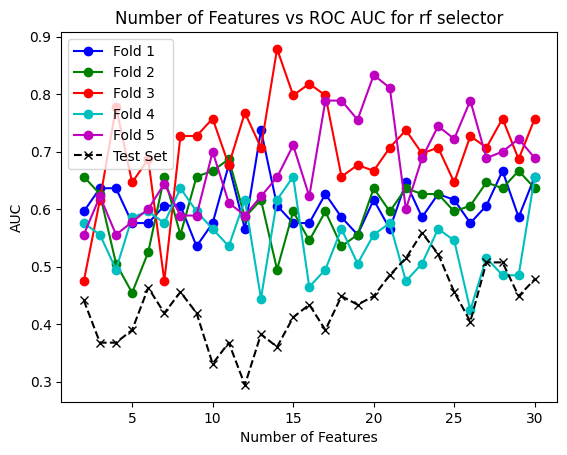 Number of Features vs ROC AUC for rf selector
0.9
0.8
0.7
0.6
0.5
0.4
0.3
AUC
Fold 1
Fold 2
Fold 3
Fold 4
Fold 5
Test Set
5
10
15
20
25
30
Number of Features